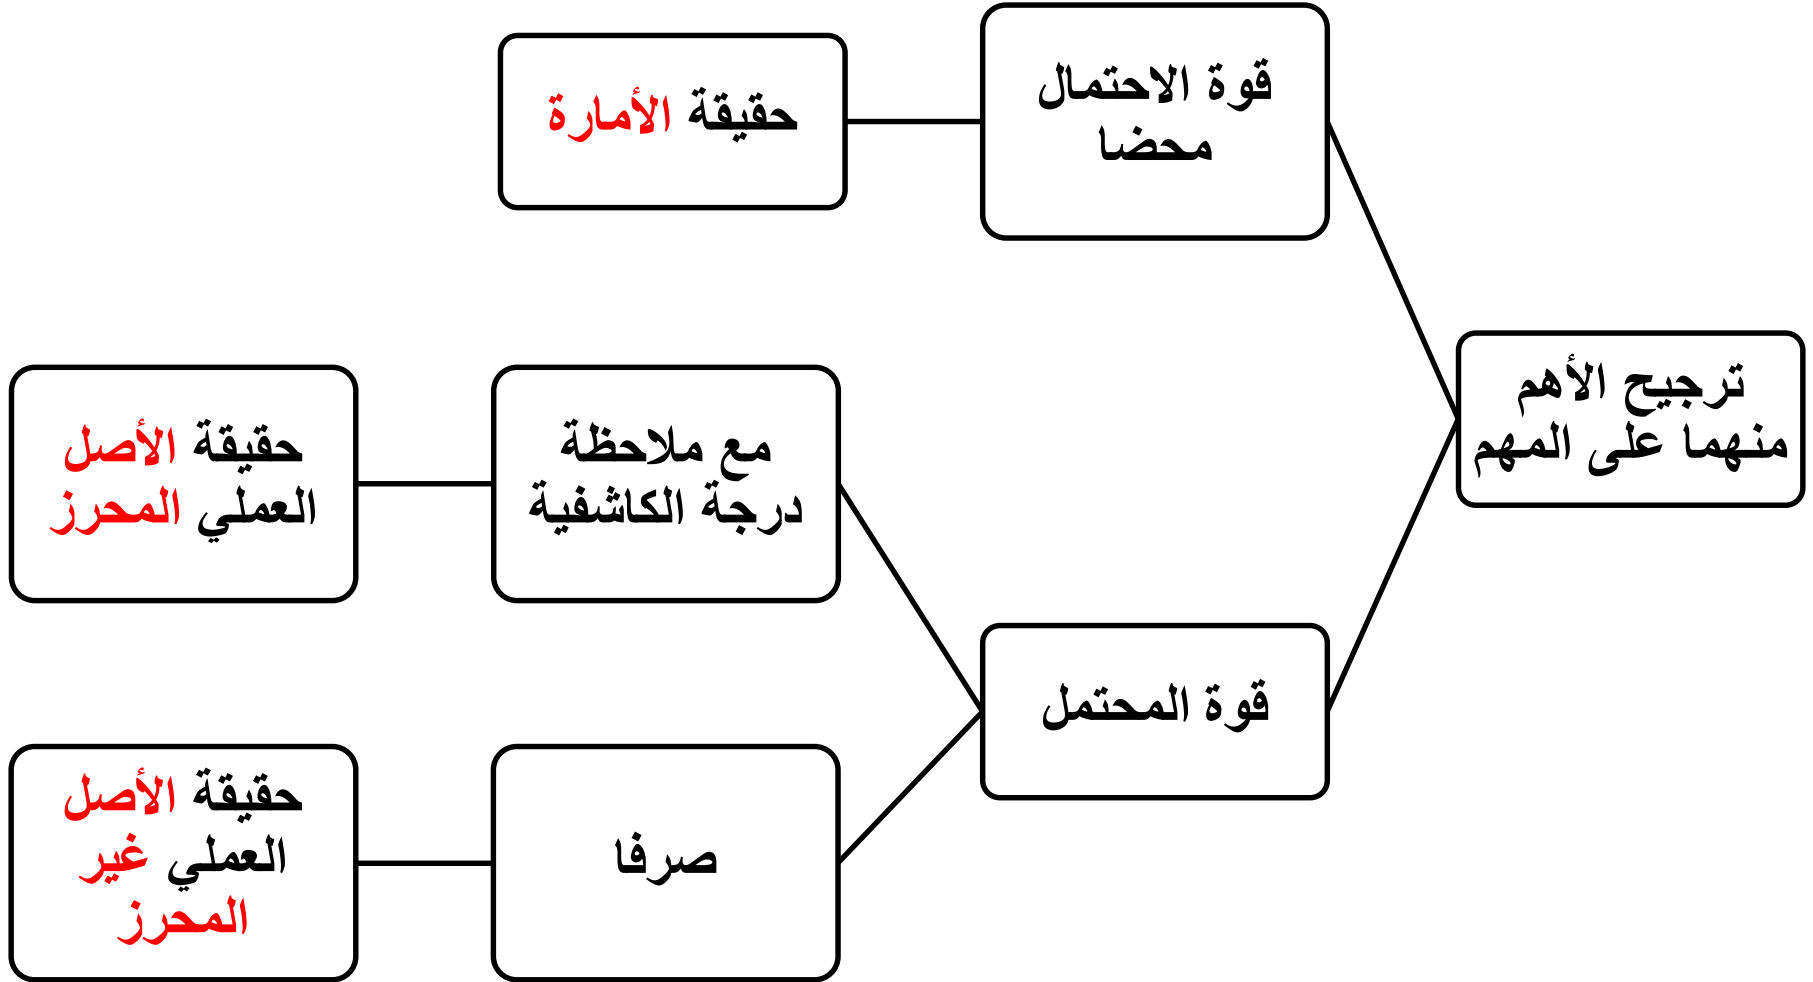 ترجيح الأهم
منهما على المهم
قوة الاحتمال
محضا
حقيقة الأمارة
قوة المحتمل
مع ملاحظة
درجة الكاشفية
حقيقة الأصل
العملي المحرز
صرفا
حقيقة الأصل
العملي غير
المحرز